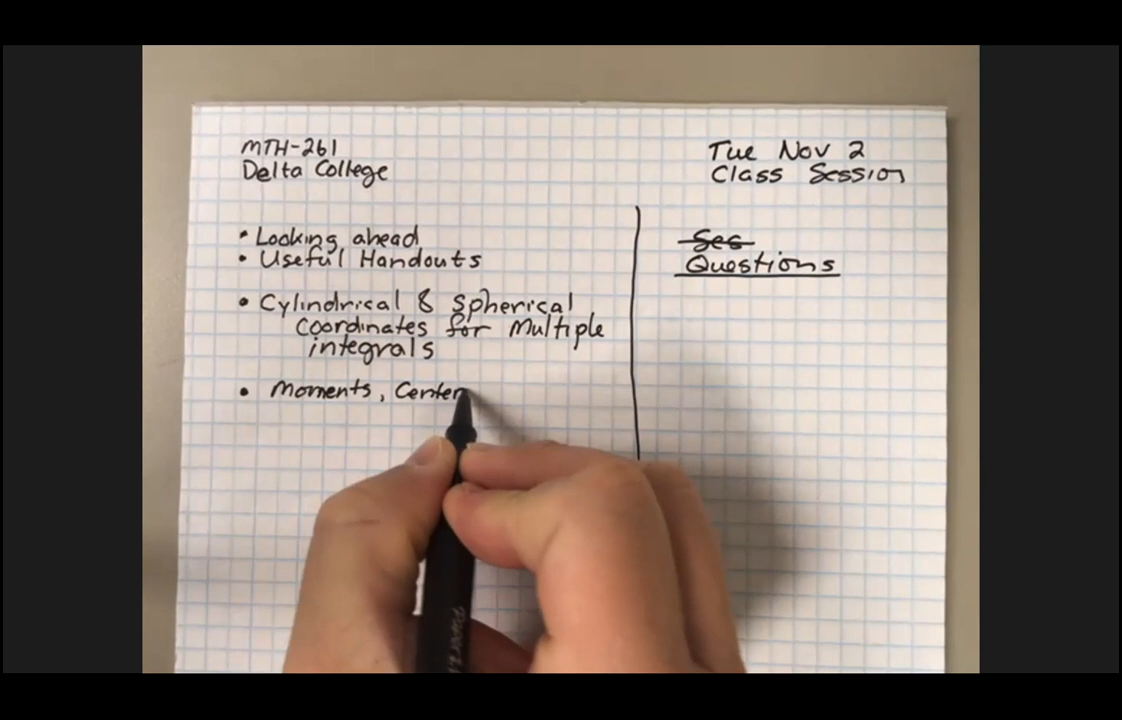 MTH-261
Delta College
Tue Nov 2
Class Session
• Looking ahead
• Useful Handouts
• Cylindrical & Spherical
Coordinates for Multiple
integrals
• Moments, Center
Ses
Questions